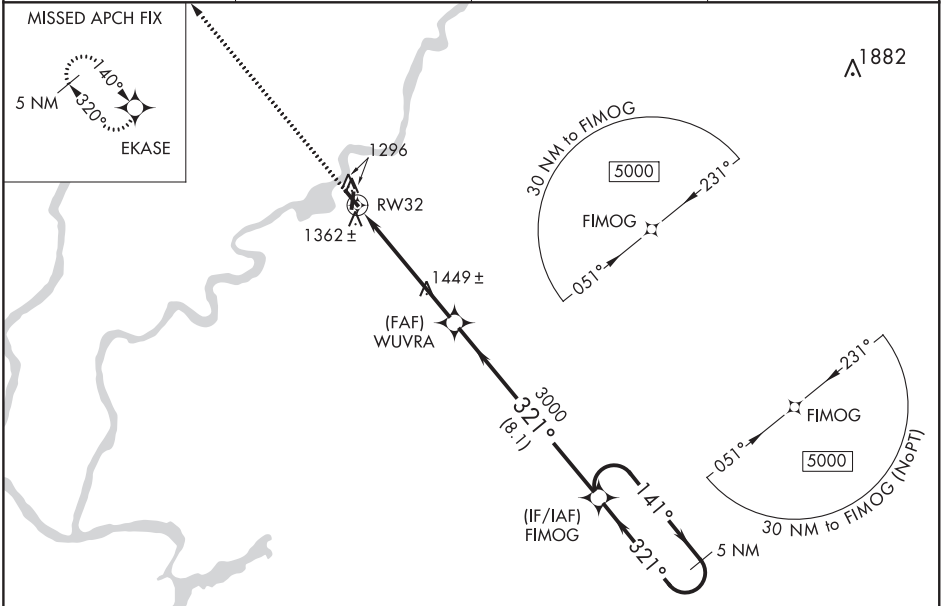 MISSED APCH FIX
140°
5 NM
320°
EKASE
1882
1296
RW32
1362 ±
30 NM to FIMOG
5000
231°
FIMOG
051°
1449 ±
(FAF)
WUVRA
3000
321°
(8.1)
231°
FIMOG
051°
5000
30 NM to FIMOG (NoPT)
(IF/IAF)
FIMOG
141°
321°
5 NM